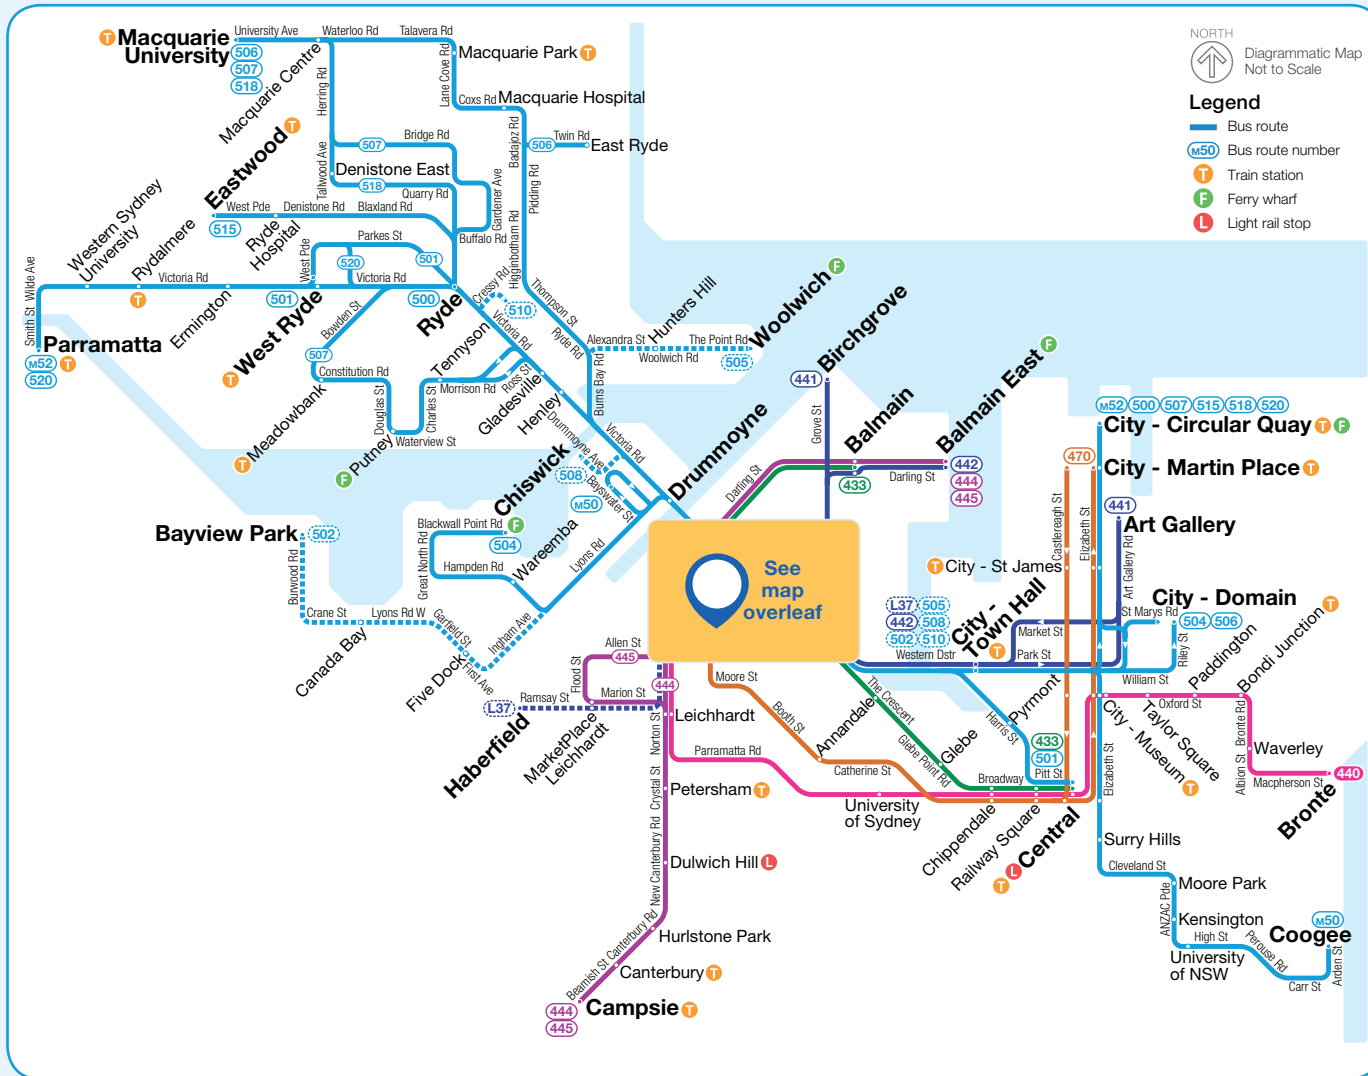 NORTH
Diagrammatic Map
Not to Scale
Legend
Bus route
M50 Bus route number
T Train station
F Ferry wharf
L Light rail stop
T Macquarie
University
506
507
518
University Ave
Waterloo Rd
Talavera Rd
Macquarie Centre
Herring Rd
Lane Cove Rd
Macquarie Park T
Coxs Rd
Macquarie Hospital
Badajoz Rd
506
Twin Rd
East Ryde
Eastwood T
507
Bridge Rd
Tallwood Ave
Denistone East
518
Quarry Rd
Gardener Ave
Pidding Rd
Western Sydney
University
Rydalmere
T
West Pde
Denistone Rd
Blaxland Rd
515
Ryde
Hospital
Buffalo Rd
Higginbotham Rd
Parkes St
West Pde
520
501
Smith St
Wilde Ave
Victoria Rd
Victoria Rd
Ermington
501
West Ryde
T
500
Ryde
Cressy Rd
510
Thompson St
Ryde Rd
Victoria Rd
Alexandra St
Hunters Hill
The Point Rd
Woolwich Rd
Woolwich F
505
Parramatta
M52 T
520
Bowden St
507
Constitution Rd
Meadowbank
T
Douglas St
Charles St
Waterview St
Putney
F
Tennyson
Morrison Rd
Ross St
Gladesville
Henley
Burns Bay Rd
Victoria Rd
Drummoyne Ave
508
Bayswater St
M50
Drummoyne
Birchgrove
441
Grove St
Balmain
Balmain East F
Darling St
433
Darling St
442
444
445
Chiswick
Blackwall Point Rd
F
504
Great North Rd
Hampden Rd
Wareemba
Lyons Rd
Bayview Park
502
Burwood Rd
Crane St
Lyons Rd W
Canada Bay
Garfield St
Five Dock
First Ave
Ingham Ave
See
map
overleaf
M52 500 507 515 518 520
City - Circular Quay T F
470
City - Martin Place T
Castlereagh St
Elizabeth St
441
Art Gallery
Art Gallery Rd
T City - St James
L37 505
442 508
502 510
City -
Town Hall
T
Western Dstr
Market St
Park St
St Marys Rd
City - Domain
504 506
Riley St
William St
Paddington
Bondi Junction T
Allen St
445
Flood St
Marion St
444
L37
Ramsay St
Haberfield
MarketPlace
Leichhardt
Norton St
Leichhardt
Moore St
Booth St
Annandale
The Crescent
Glebe Point Rd
Glebe
Harris St
Pyrmont
433
501
Pitt St
Broadway
Parramatta Rd
Catherine St
University
of Sydney
Chippendale
Railway Square
Central
T L
City - Museum T
Taylor Square
Oxford St
Bronte Rd
Albion St
Waverley
Macpherson St
440
Bronte
Crystal St
Petersham T
New Canterbury Rd
Dulwich Hill L
Canterbury Rd
Hurlstone Park
Beamish St
Canterbury T
444
445
Campsie T
Elizabeth St
Surry Hills
Cleveland St
Moore Park
ANZAC Pde
Kensington
High St
University
of NSW
Perouse Rd
Carr St
Arden St
M50
Coogee